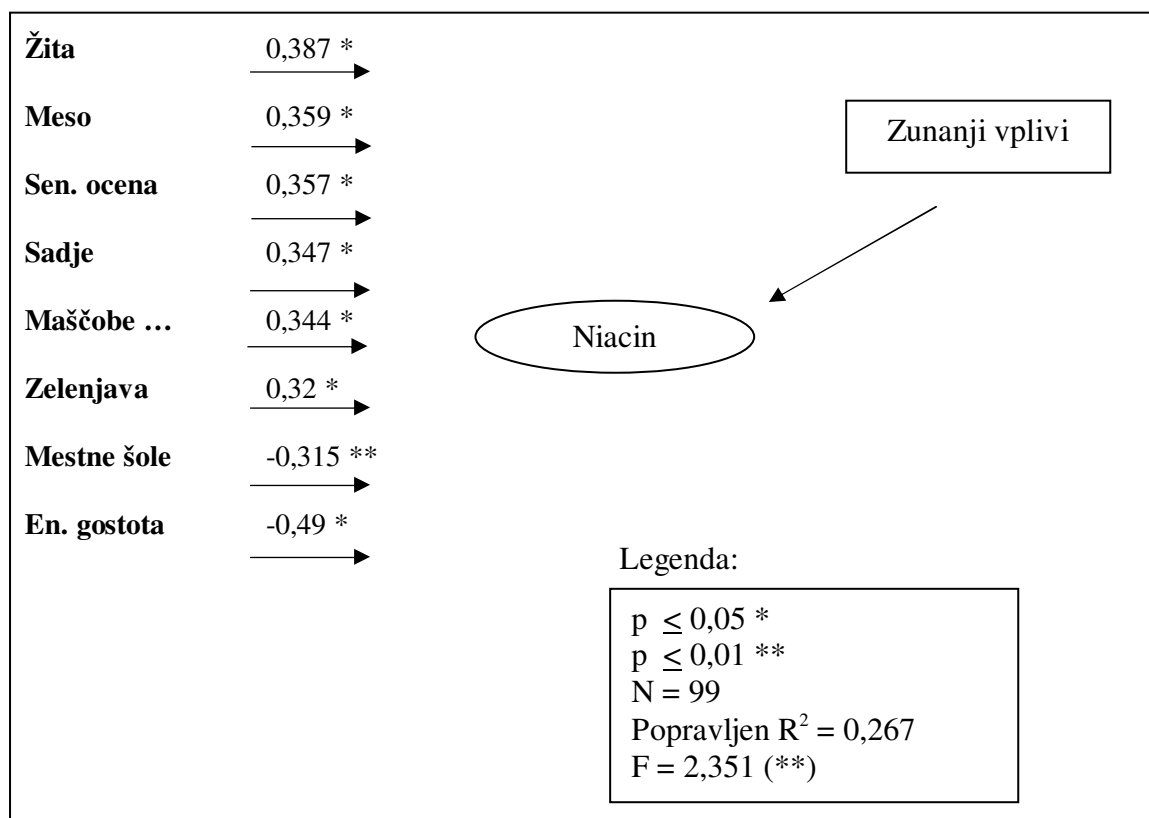 Žita 0,387 *
Meso 0,359 *
Zunanji vplivi
Sen. ocena 0,357 *
Sadje 0,347 *
Maščobe … 0,344 *
Niacin
Zelenjava 0,32 *
Mestne šole -0,315 **
En. gostota -0,49 *
Legenda:
p ≤ 0,05 *
p ≤ 0,01 **
N = 99
Popravljen R² = 0,267
F = 2,351 (**)